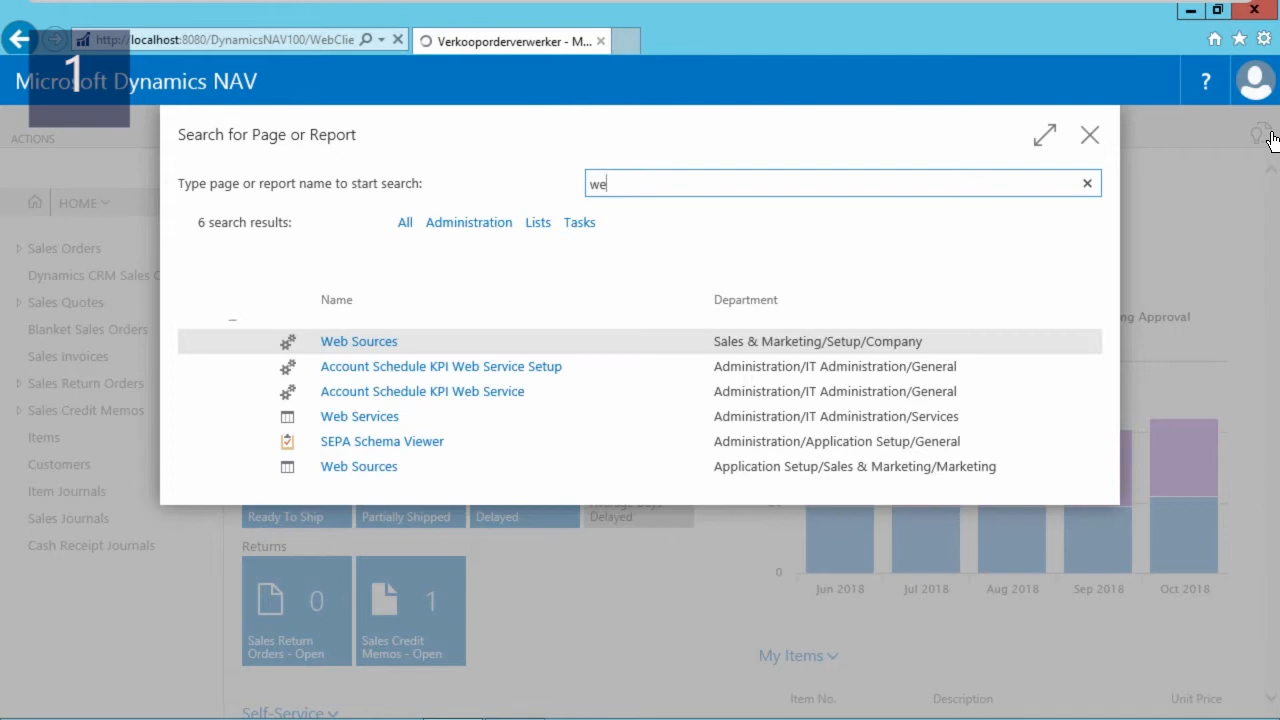 http://localhost:8080/DynamicsNAV100/WebClie
Verkooporderverwerker - M...
1
Microsoft Dynamics NAV
?
ACTIONS
Search for Page or Report
Type page or report name to start search:
we
6 search results:
All Administration Lists Tasks
Name Department
Web Sources Sales & Marketing/Setup/Company
Account Schedule KPI Web Service Setup Administration/IT Administration/General
Account Schedule KPI Web Service Administration/IT Administration/General
Web Services Administration/IT Administration/Services
SEPA Schema Viewer Administration/Application Setup/General
Web Sources Application Setup/Sales & Marketing/Marketing
HOME
Sales Orders
Dynamics CRM Sales O
Sales Quotes
Blanket Sales Orders
Sales Invoices
Sales Return Orders
Sales Credit Memos
Items
Customers
Item Journals
Sales Journals
Cash Receipt Journals
ng Approval
Ready To Ship
Partially Shipped
Delayed
Average Days
Delayed
Returns
0
Sales Return
Orders - Open
1
Sales Credit
Memos - Open
0
Jun 2018 Jul 2018 Aug 2018 Sep 2018 Oct 2018
My Items
Item No. Description Unit Price
Self-Service